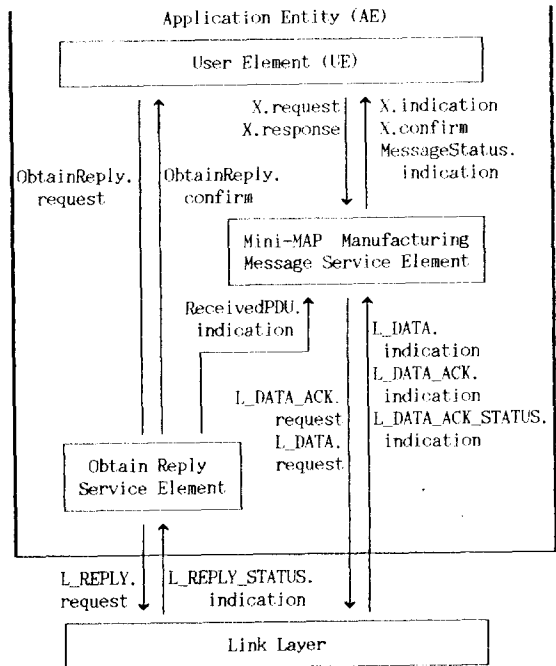 Application Entity (AE)
User Element (UE)
X.request
X.response
X.indication
X.confirm
MessageStatus.
indication
ObtainReply.
request
ObtainReply.
confirm
Mini-MAP Manufacturing
Message Service Element
ReceivedPDU.
indication
L_DATA.
indication
L_DATA_ACK.
indication
L_DATA_ACK_STATUS.
indication
L_DATA_ACK.
request
L_DATA.
request
Obtain Reply
Service Element
L_REPLY.
request
L_REPLY_STATUS.
indication
Link Layer